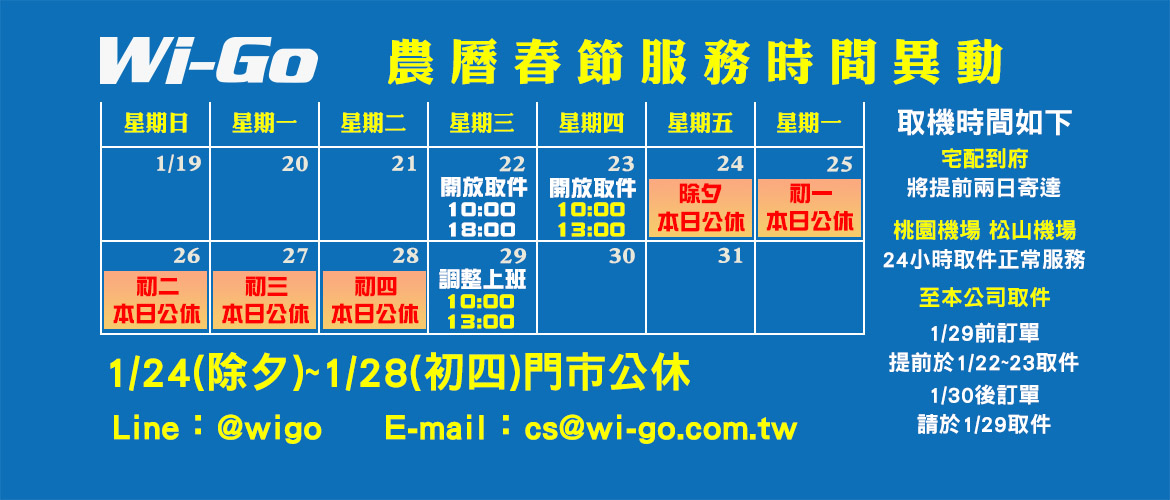 Wi-Go 農曆春節服務時間異動
星期日 星期一 星期二 星期三 星期四 星期五 星期一
1/19 20 21 22 23 24 25
開放取件 開放取件 除夕 初一
10:00 10:00 本日公休 本日公休
18:00 13:00
26 27 28 29 30 31
初二 初三 初四 調整上班
本日公休 本日公休 本日公休 10:00
13:00
1/24(除夕)~1/28(初四)門市公休
Line:@wigo E-mail:cs@wi-go.com.tw
取機時間如下
宅配到府
將提前兩日寄達
桃園機場 松山機場
24小時取件正常服務
至本公司取件
1/29前訂單
提前於1/22~23取件
1/30後訂單
請於1/29取件